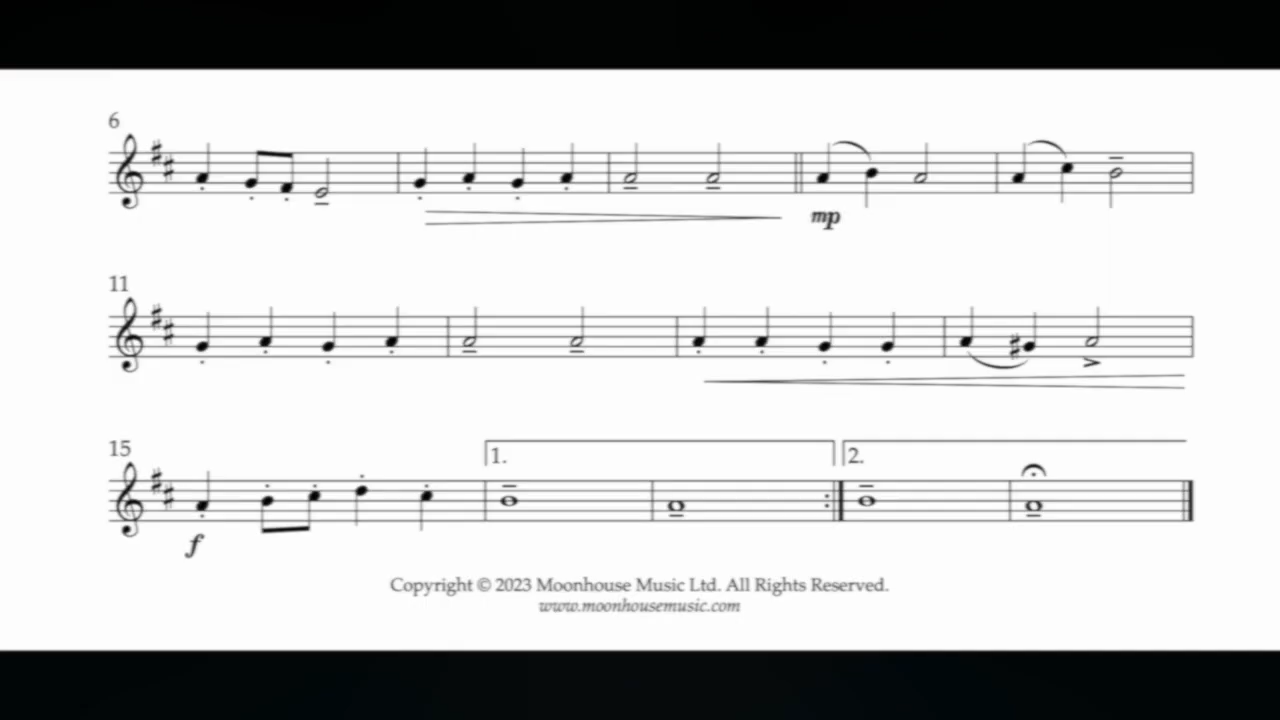 6
mp
11
15
1.
2.
f
Copyright © 2023 Moonhouse Music Ltd. All Rights Reserved.
www.moonhousemusic.com